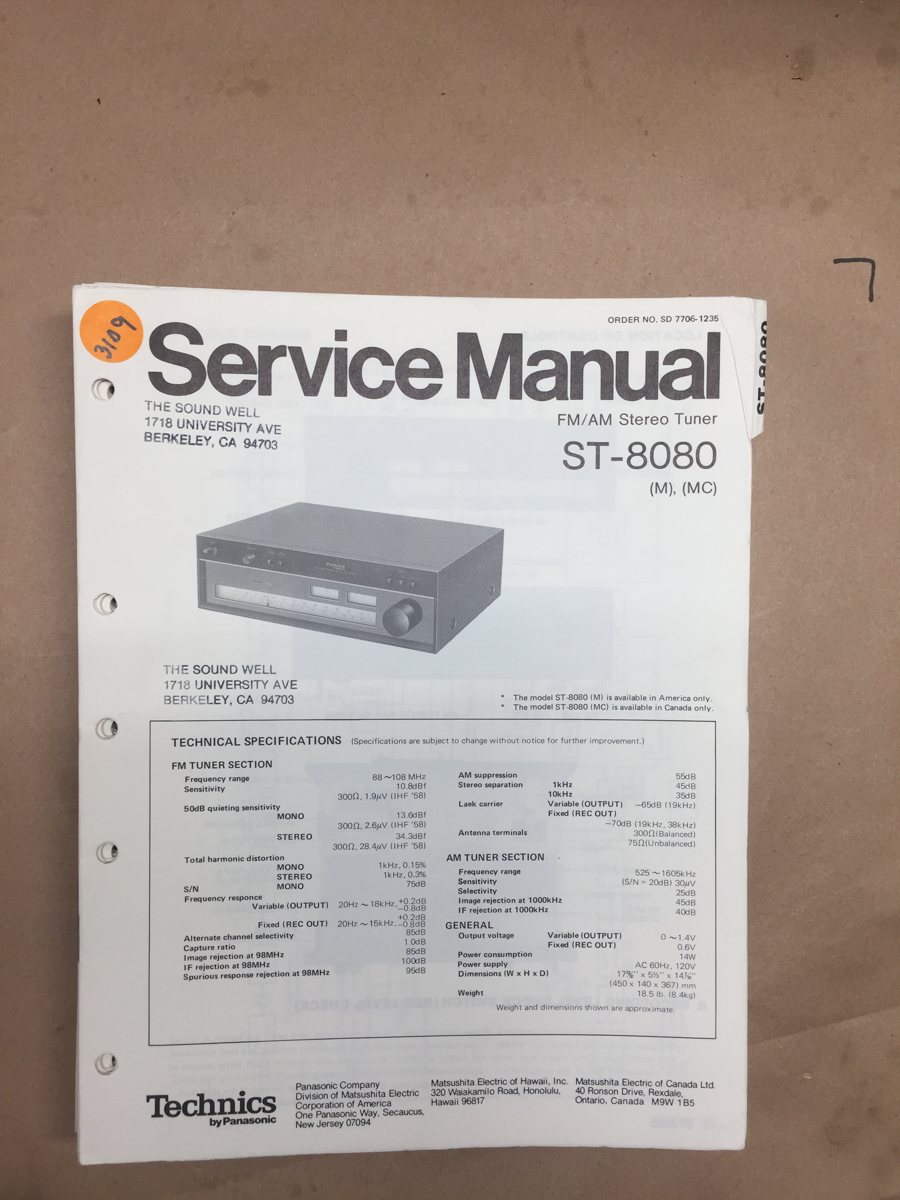 3109
ORDER NO. SD 7706-1235
Service Manual
ST-8080
THE SOUND WELL
1718 UNIVERSITY AVE
BERKELEY, CA 94703
FM/AM Stereo Tuner
ST-8080
(M), (MC)
THE SOUND WELL
1718 UNIVERSITY AVE
BERKELEY, CA 94703
* The model ST-8080 (M) is available in America only.
* The model ST-8080 (MC) is available in Canada only.
TECHNICAL SPECIFICATIONS (Specifications are subject to change without notice for further improvement.)
FM TUNER SECTION
Frequency range 88~108 MHz
Sensitivity 10.8dBf
300Ω, 1.9μV (IHF '58)
50dB quieting sensitivity
MONO 13.6dBf
300Ω, 2.6μV (IHF '58)
STEREO 34.3dBf
300Ω, 28.4μV (IHF '58)
Total harmonic distortion
MONO 1kHz, 0.15%
STEREO 1kHz, 0.3%
S/N MONO 75dB
Frequency responce
Variable (OUTPUT) 20Hz~18kHz, +0.2dB -0.8dB
Fixed (REC OUT) 20Hz~15kHz, +0.2dB -0.8dB
Alternate channel selectivity 85dB
Capture ratio 1.0dB
Image rejection at 98MHz 85dB
IF rejection at 98MHz 100dB
Spurious response rejection at 98MHz 95dB
AM suppression 55dB
Stereo separation 1kHz 45dB
10kHz 35dB
Laek carrier Variable (OUTPUT) -65dB (19kHz)
Fixed (REC OUT)
-70dB (19kHz, 38kHz)
Antenna terminals 300Ω(Balanced)
75Ω(Unbalanced)
AM TUNER SECTION
Frequency range 525~1605kHz
Sensitivity (S/N = 20dB) 30μV
Selectivity 25dB
Image rejection at 1000kHz 45dB
IF rejection at 1000kHz 40dB
GENERAL
Output voltage Variable (OUTPUT) 0~1.4V
Fixed (REC OUT) 0.6V
Power consumption 14W
Power supply AC 60Hz, 120V
Dimensions (W x H x D)
(450 x 140 x 367) mm
Weight 18.5 lb. (8.4kg)
Weight and dimensions shown are approximate.
Technics
by Panasonic
Panasonic Company
Division of Matsushita Electric
Corporation of America
One Panasonic Way, Secaucus,
New Jersey 07094
Matsushita Electric of Hawaii, Inc.
320 Waiakamilo Road, Honolulu,
Hawaii 96817
Matsushita Electric of Canada Ltd.
40 Ronson Drive, Rexdale,
Ontario, Canada M9W 1B5